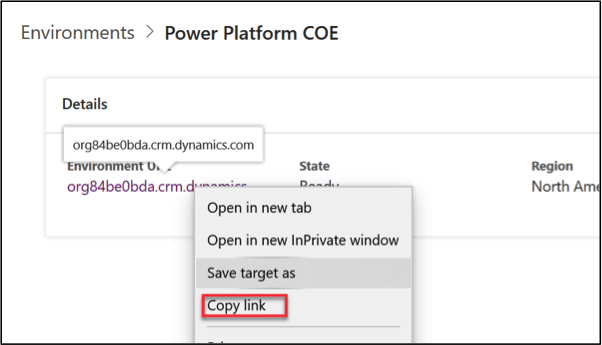 Environments > Power Platform COE
Details
org84be0bda.crm.dynamics.com
Environment
State
Region
org84be0bda.crm.dynamics
Ready
North Ame
Open in new tab
Open in new InPrivate window
Save target as
Copy link